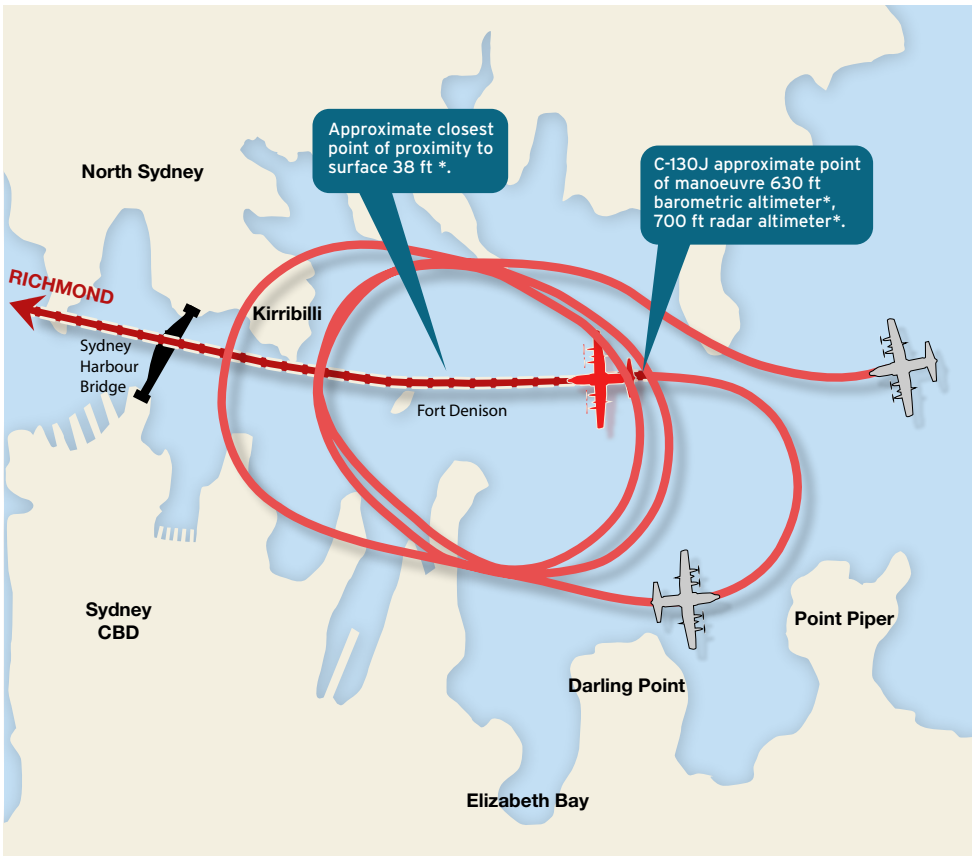 Approximate closest
point of proximity to
surface 38 ft *.
C-130J approximate point
of manoeuvre 630 ft
barometric altimeter*,
700 ft radar altimeter*.
North Sydney
RICHMOND
Kirribilli
Sydney
Harbour
Bridge
Fort Denison
Sydney
CBD
Point Piper
Darling Point
Elizabeth Bay